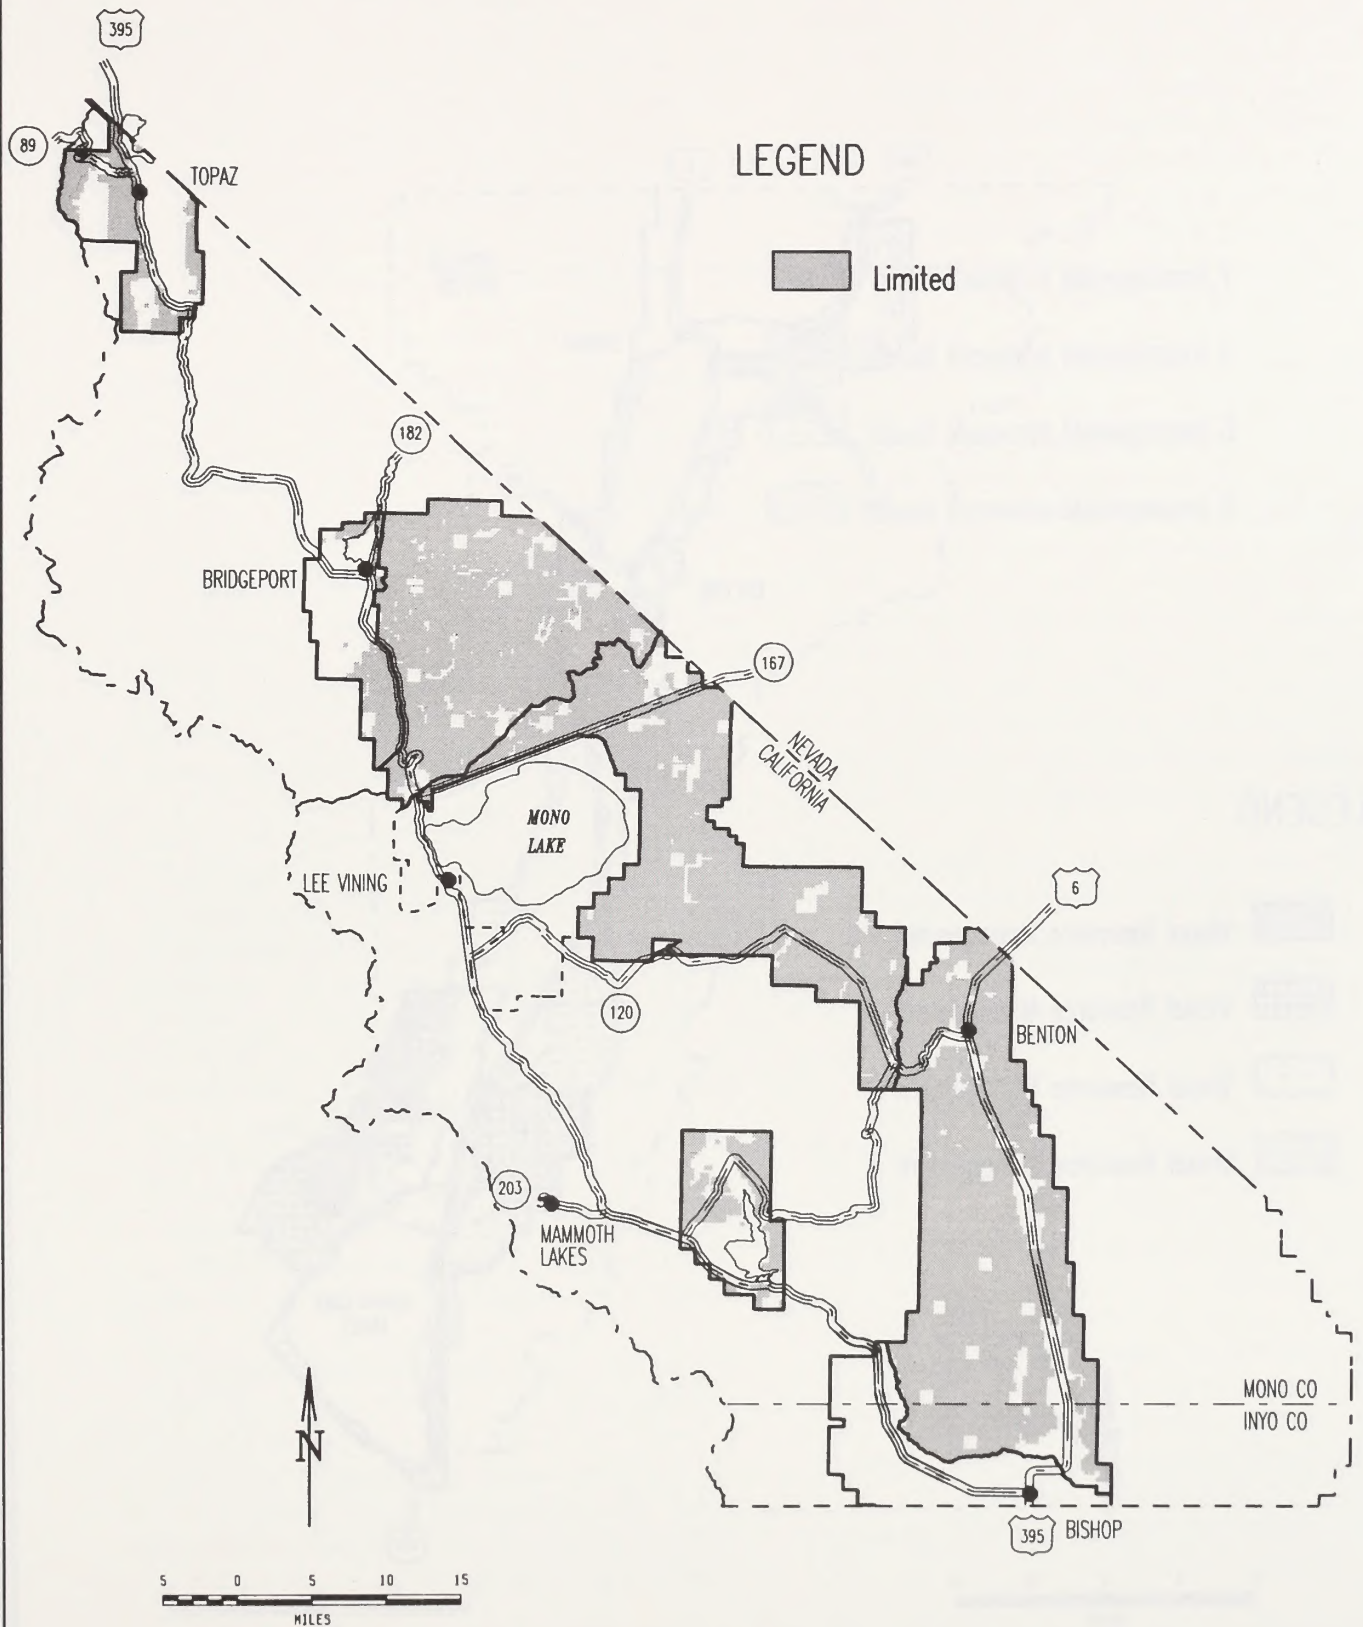 395
89
TOPAZ
LEGEND
Limited
182
BRIDGEPORT
167
NEVADA
CALIFORNIA
MONO
LAKE
LEE VINING
6
120
BENTON
203
MAMMOTH
LAKES
MONO CO
INYO CO
N
395
BISHOP
5 0 5 10 15
MILES